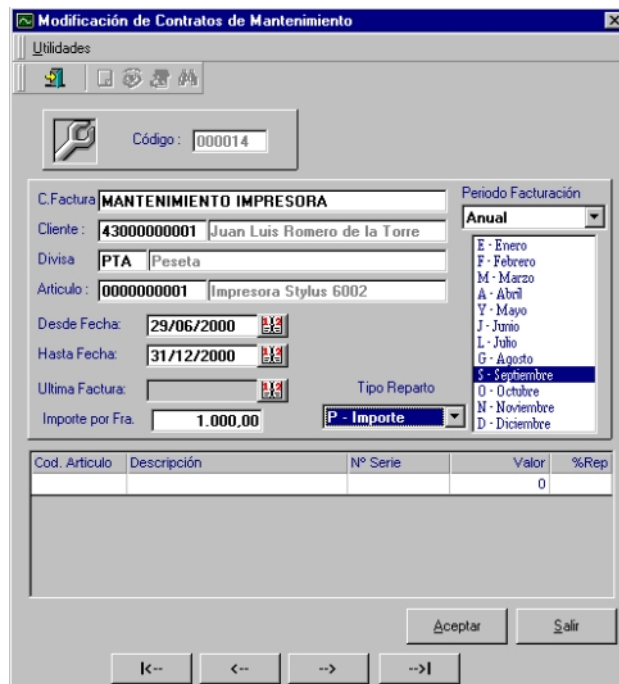 Modificación de Contratos de Mantenimiento
Utilidades
Código : 000014
C.Factura MANTENIMIENTO IMPRESORA
Cliente : 43000000001 Juan Luis Romero de la Torre
Divisa PTA Peseta
Articulo : 0000000001 Impresora Stylus 6002
Desde Fecha: 29/06/2000
Hasta Fecha: 31/12/2000
Ultima Factura:
Importe por Fra. 1.000,00
Tipo Reparto
P - Importe
Periodo Facturación
Anual
E - Enero
F - Febrero
M - Marzo
A - Abril
Y - Mayo
J - Junio
L - Julio
G - Agosto
S - Septiembre
O - Octubre
N - Noviembre
D - Diciembre
Cod. Articulo Descripción Nº Serie Valor %Rep
0
Aceptar Salir
|<-- <-- --> -->|